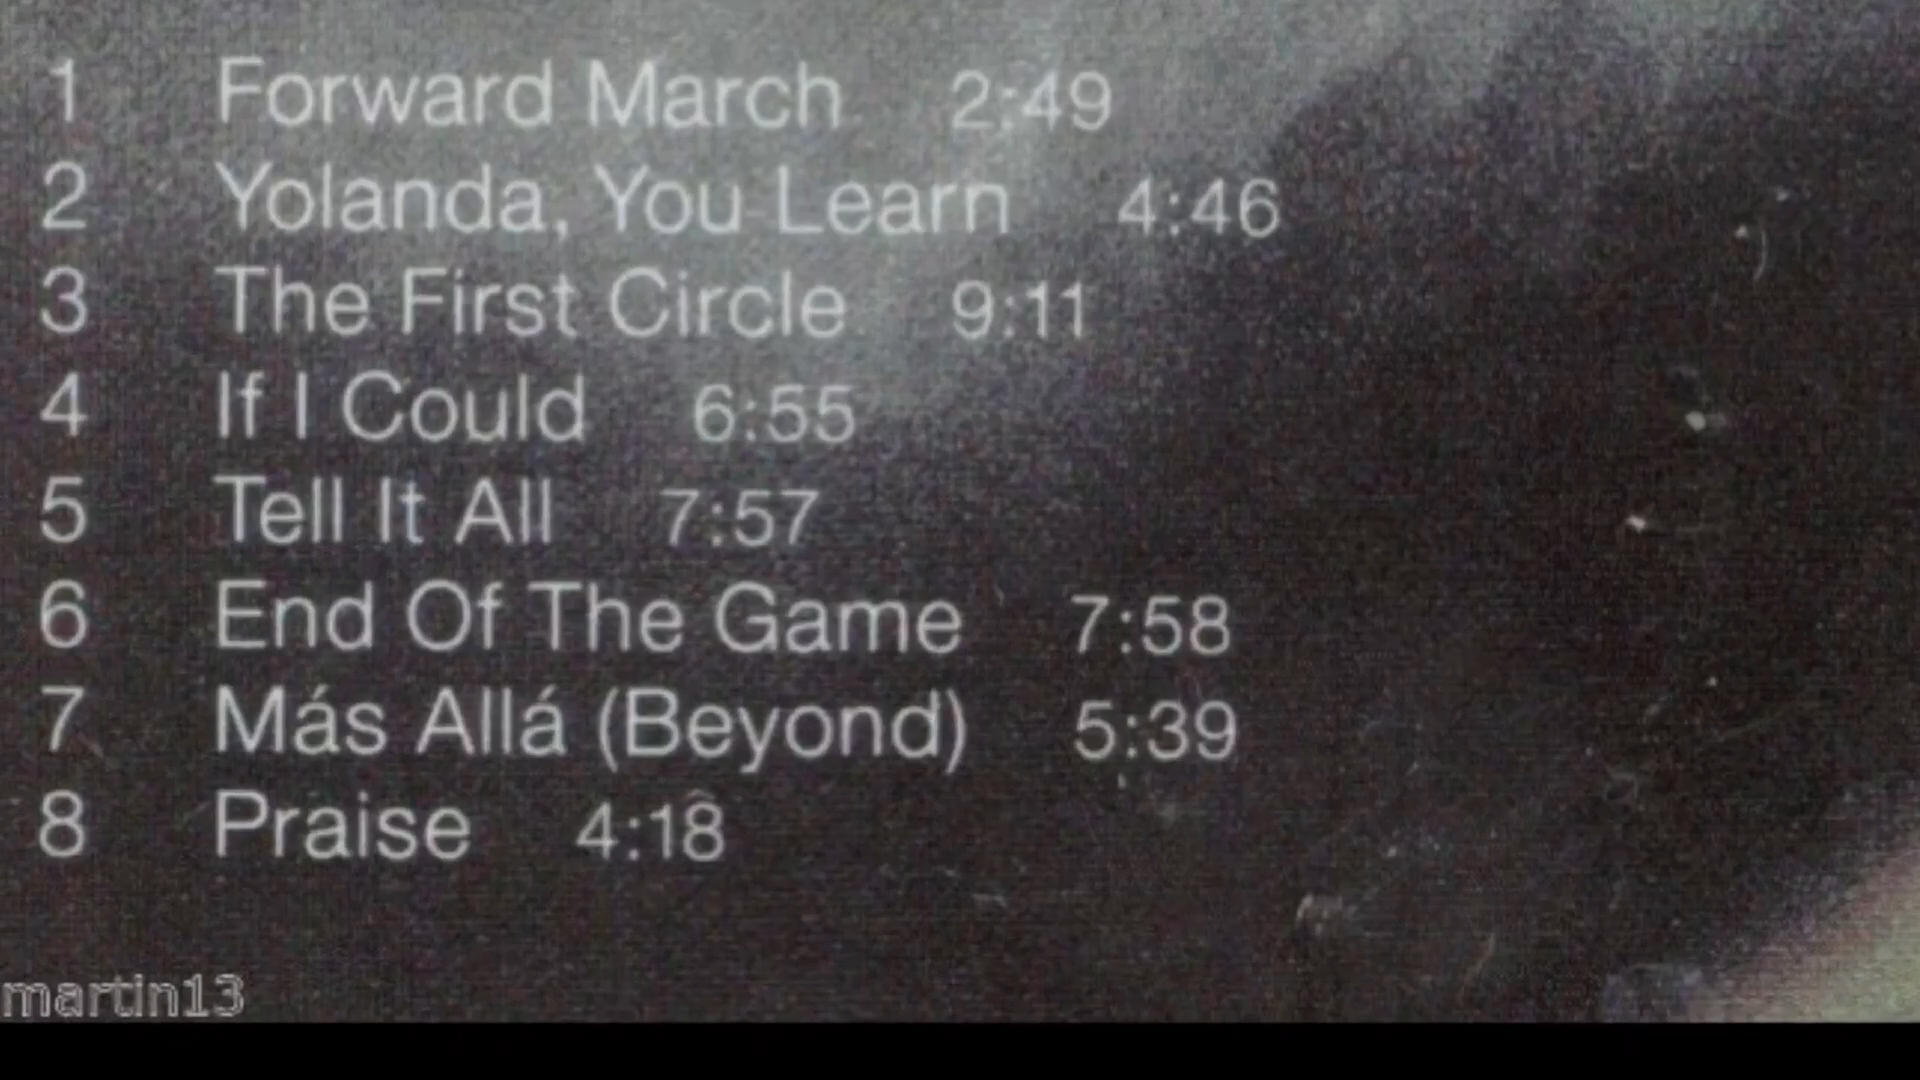 1 Forward March 2:49
2 Yolanda, You Learn 4:46
3 The First Circle 9:11
4 If I Could 6:55
5 Tell It All 7:57
6 End Of The Game 7:58
7 Más Allá (Beyond) 5:39
8 Praise 4:18
martin13